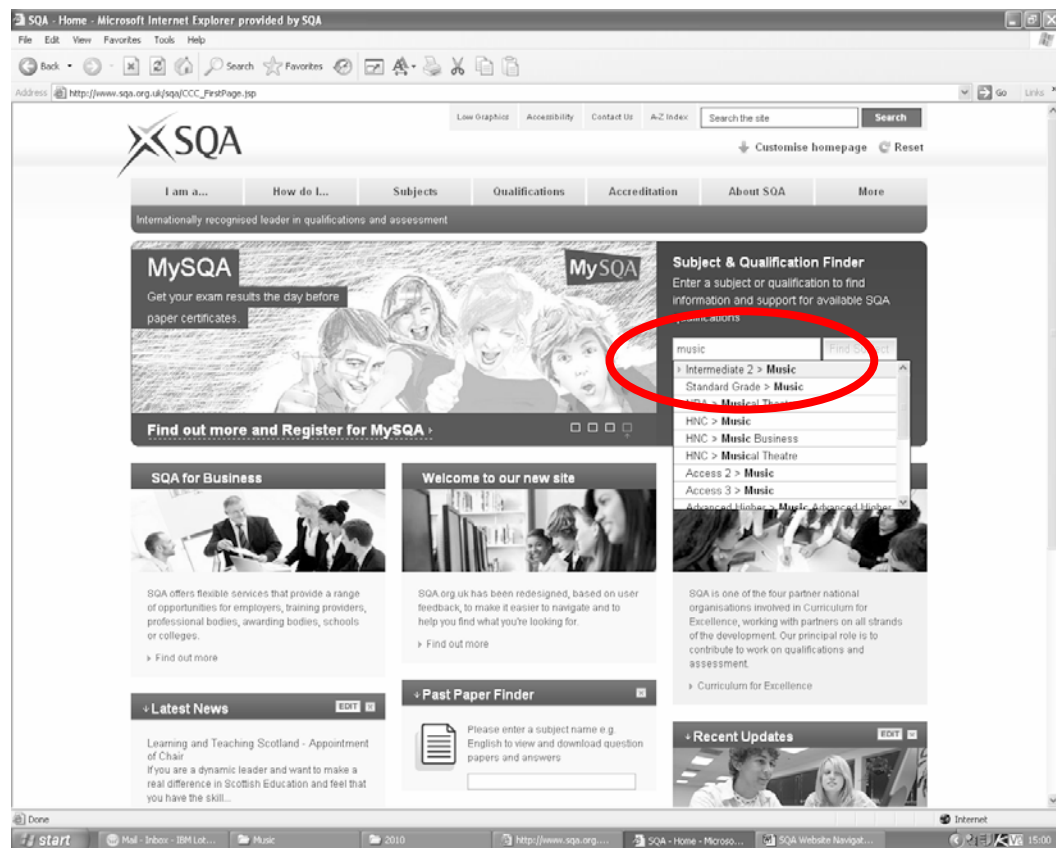 SQA - Home - Microsoft Internet Explorer provided by SQA
File Edit View Favorites Tools Help
Back Search Favorites
Address http://www.sqa.org.uk/sqa/CCC_FirstPage.jsp Go Links
Low Graphics Accessibility Contact Us A-Z Index Search the site Search
SQA
Customise homepage Reset
I am a... How do I... Subjects Qualifications Accreditation About SQA More
Internationally recognised leader in qualifications and assessment
MySQA
Get your exam results the day before
paper certificates.
MySQA
Find out more and Register for MySQA
Subject & Qualification Finder
Enter a subject or qualification to find
information and support for available SQA
qualifications
music Find Subject
Intermediate 2 > Music
Standard Grade > Music
NPA > Musical Theatre
HNC > Music
HNC > Music Business
HNC > Musical Theatre
Access 2 > Music
Access 3 > Music
Advanced Higher > Music Advanced Higher
SQA for Business
SQA offers flexible services that provide a range
of opportunities for employers, training providers,
professional bodies, awarding bodies, schools
or colleges.
Find out more
Welcome to our new site
SQA.org.uk has been redesigned, based on user
feedback, to make it easier to navigate and to
help you find what you're looking for.
Find out more
SQA is one of the four partner national
organisations involved in Curriculum for
Excellence, working with partners on all strands
of the development. Our principal role is to
contribute to work on qualifications and
assessment.
Curriculum for Excellence
Latest News EDIT
Learning and Teaching Scotland - Appointment
of Chair
If you are a dynamic leader and want to make a
real difference in Scottish Education and feel that
you have the skill...
Past Paper Finder
Please enter a subject name e.g.
English to view and download question
papers and answers
Recent Updates EDIT
Done Internet
start Mail - Inbox - IBM Lot... Music 2010 http://www.sqa.org.... SQA - Home - Microso... SQA Website Navigat... 15:00